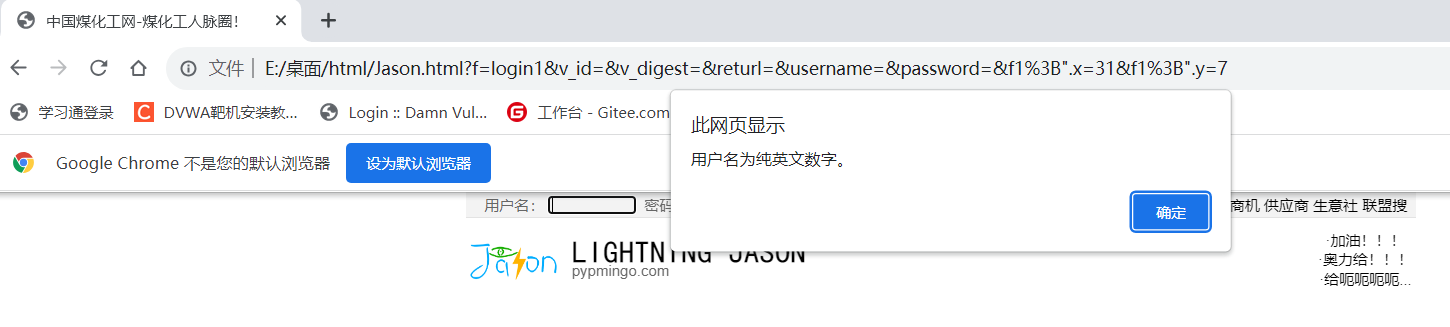 中国煤化工网-煤化工人脉圈！
文件 E:/桌面/html/Jason.html?f=login1&v_id=&v_digest=&returl=&username=&password=&f1%3B".x=31&f1%3B".y=7
学习通登录 DVWA靶机安装教... Login :: Damn Vul... 工作台 - Gitee.com
此网页显示
用户名为纯英文数字。
确定
Google Chrome 不是您的默认浏览器 设为默认浏览器
用户名： 密码 商机 供应商 生意社 联盟搜
Jason LIGHTNING JASON
pypmingo.com
·加油！！！
·奥力给！！！
·给呃呃呃呃...